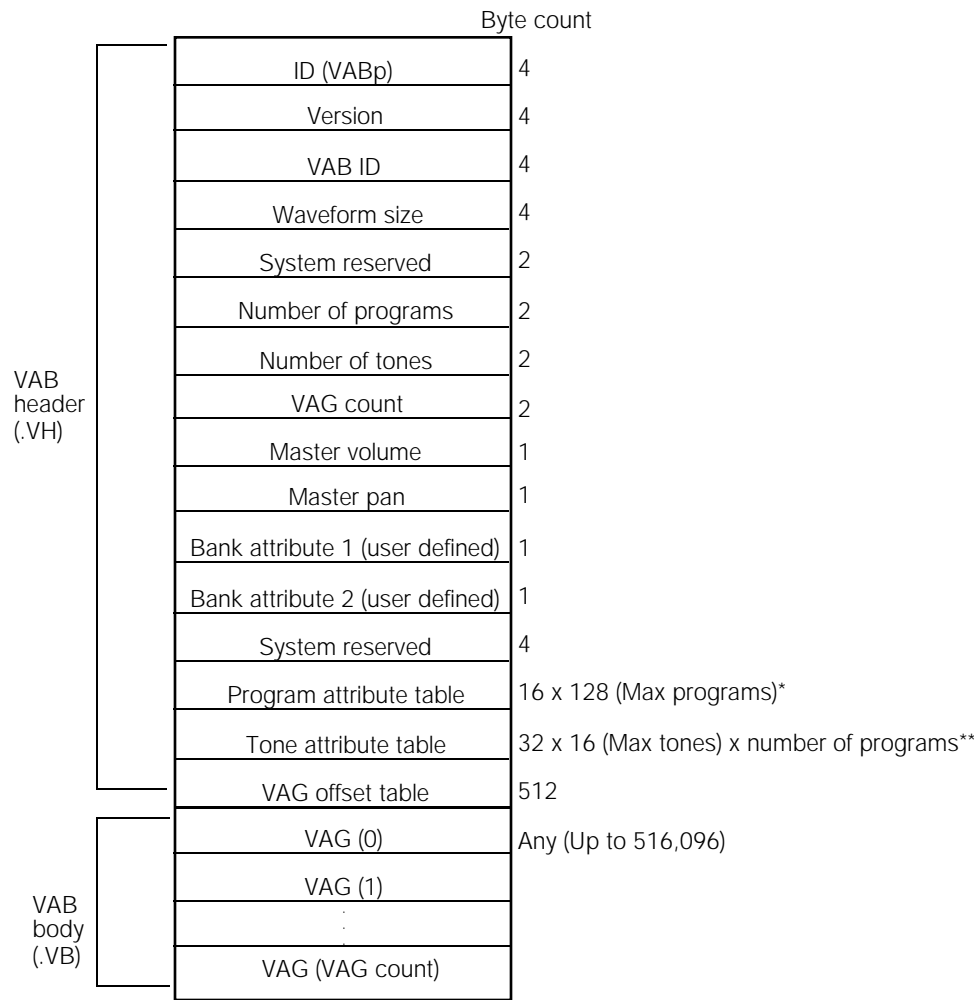 Byte count
ID (VABp) 4
Version 4
VAB ID 4
Waveform size 4
System reserved 2
Number of programs 2
Number of tones 2
VAB
header
(.VH)
VAG count 2
Master volume 1
Master pan 1
Bank attribute 1 (user defined) 1
Bank attribute 2 (user defined) 1
System reserved 4
Program attribute table 16 x 128 (Max programs)*
Tone attribute table 32 x 16 (Max tones) x number of programs**
VAG offset table 512
VAG (0) Any (Up to 516,096)
VAG (1)
VAB
body
(.VB)
VAG (VAG count)